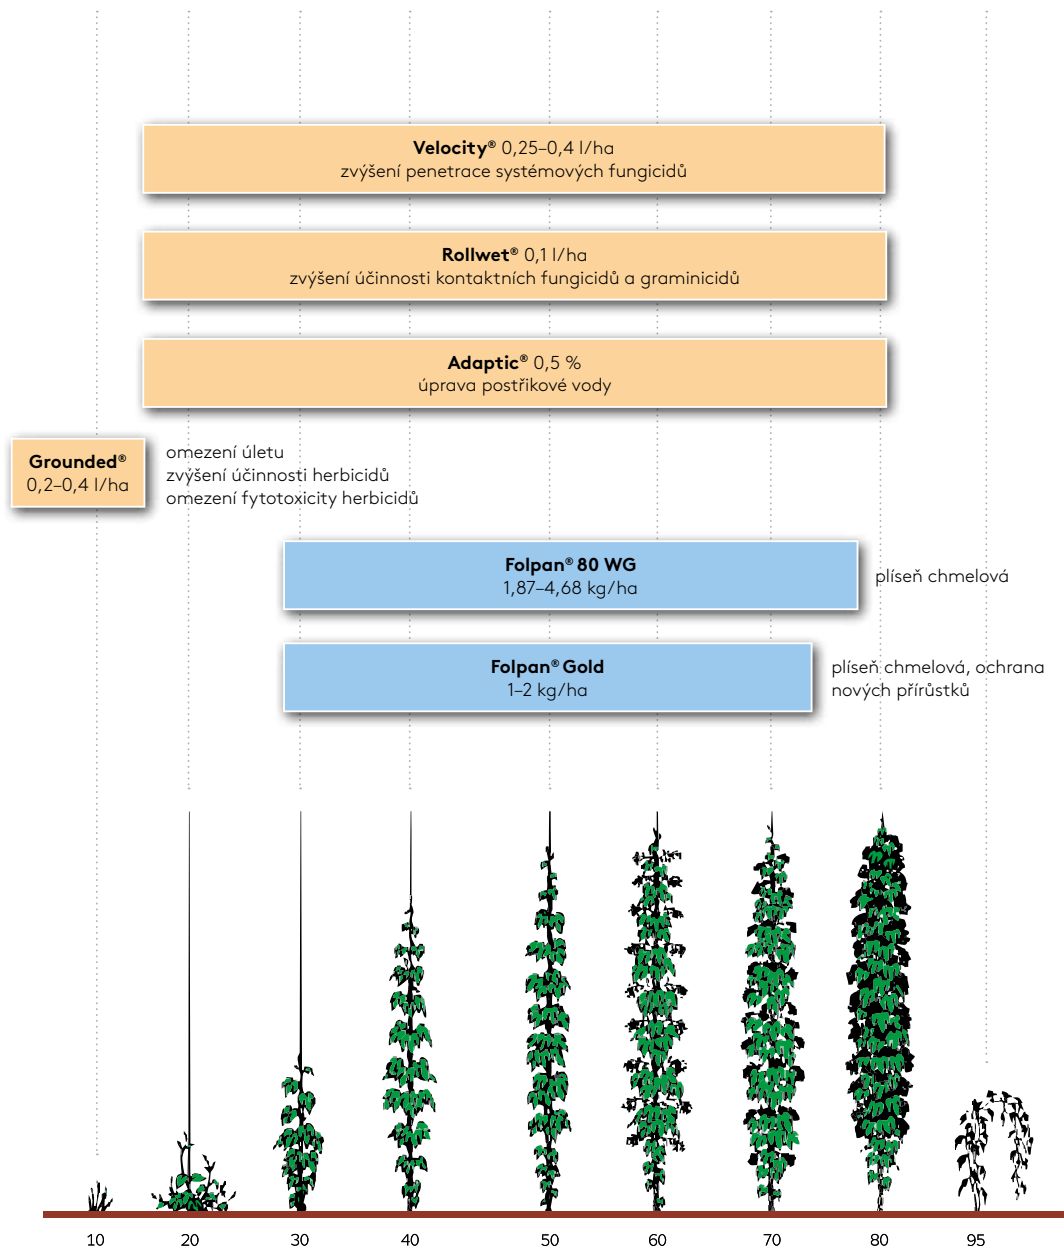 Velocity® 0,25–0,4 l/ha
zvýšení penetrace systémových fungicidů
Rollwet® 0,1 l/ha
zvýšení účinnosti kontaktních fungicidů a graminicidů
Adaptic® 0,5 %
úprava postřikové vody
Grounded®
0,2–0,4 l/ha
omezení úletu
zvýšení účinnosti herbicidů
omezení fytotoxicity herbicidů
Folpan® 80 WG
1,87–4,68 kg/ha
plíseň chmelová
Folpan® Gold
1–2 kg/ha
plíseň chmelová, ochrana
nových přírůstků
10 20 30 40 50 60 70 80 95